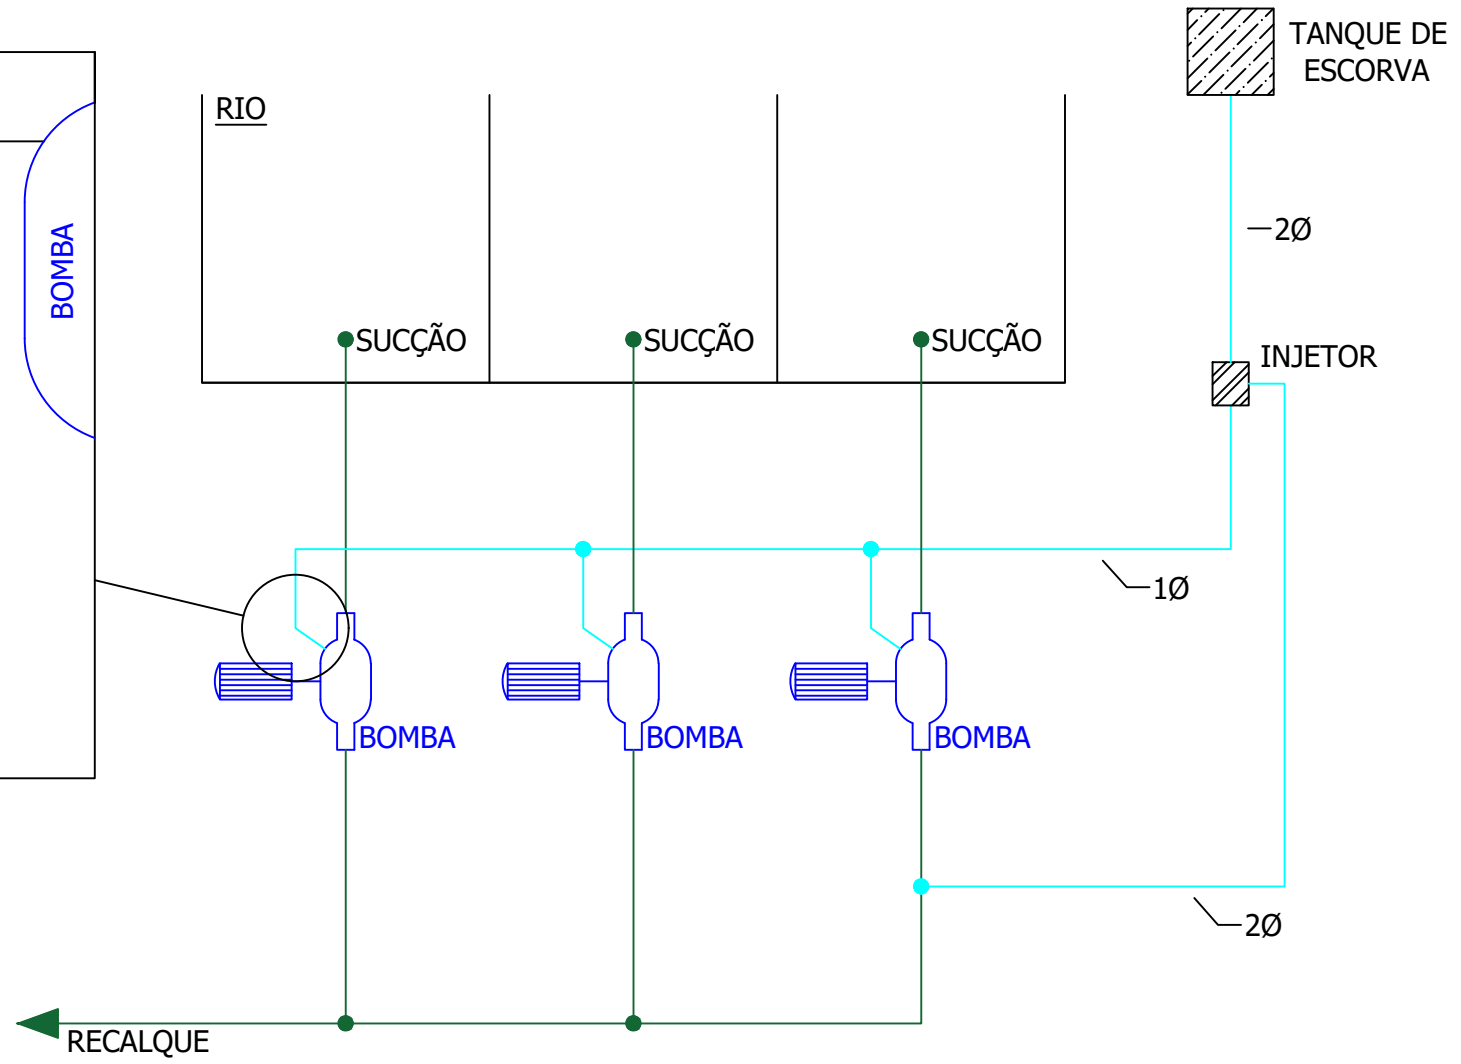 TANQUE DE
ESCORVA
RIO
BOMBA
2Ø
SUCÇÃO
SUCÇÃO
SUCÇÃO
INJETOR
1Ø
BOMBA
BOMBA
BOMBA
2Ø
RECALQUE